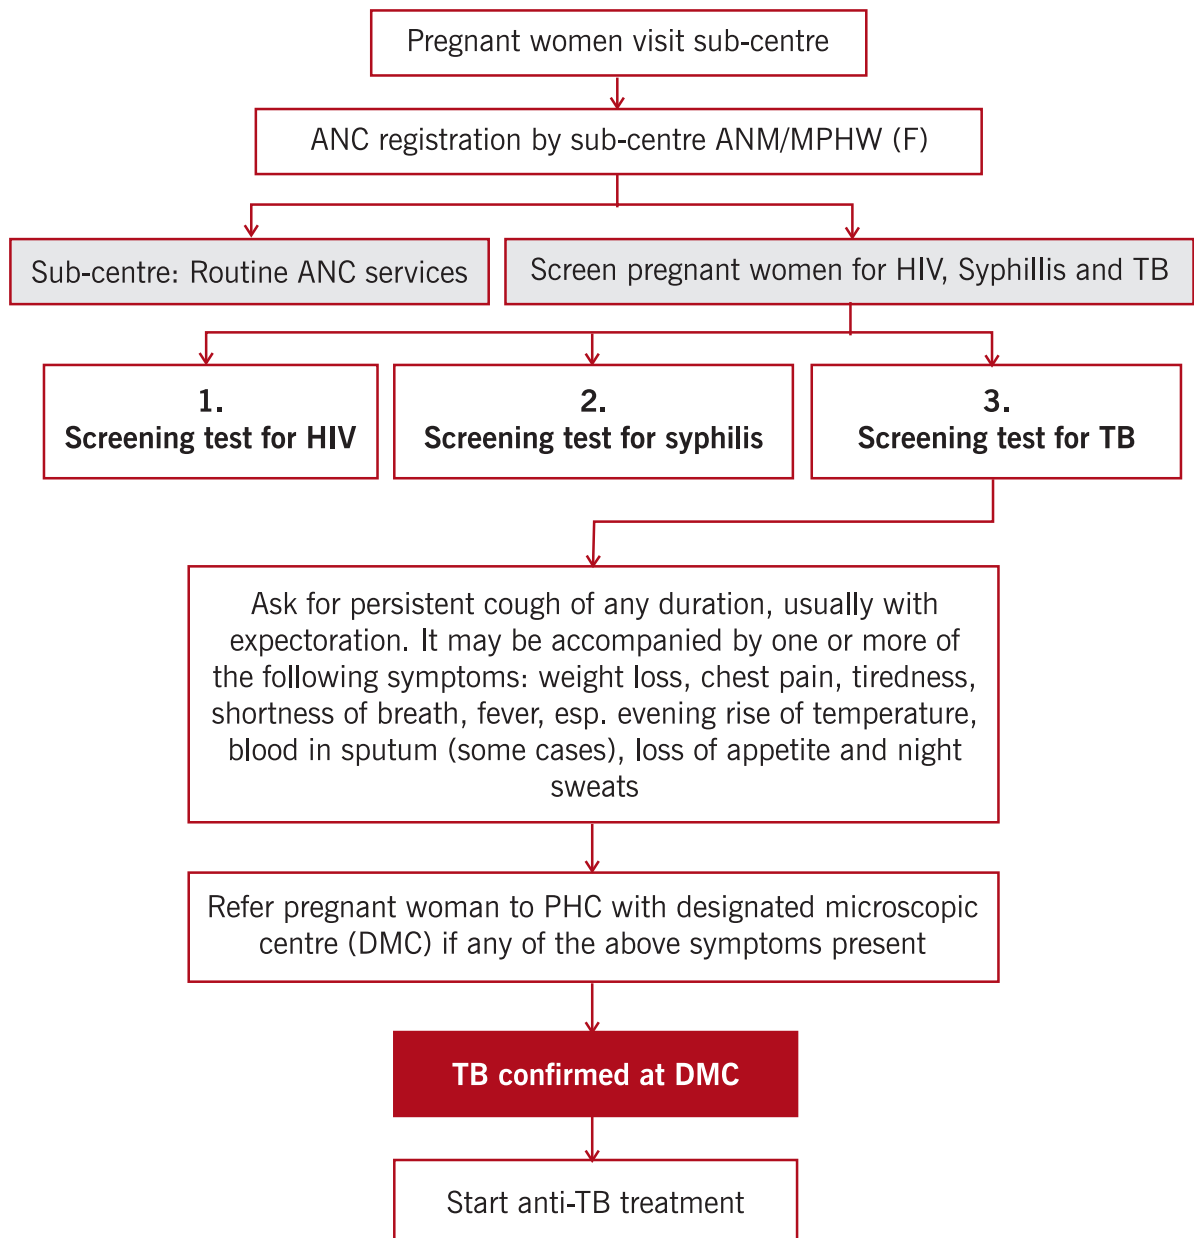 Pregnant women visit sub-centre
ANC registration by sub-centre ANM/MPHW (F)
Sub-centre: Routine ANC services
Screen pregnant women for HIV, Syphillis and TB
1.
Screening test for HIV
2.
Screening test for syphilis
3.
Screening test for TB
Ask for persistent cough of any duration, usually with
expectoration. It may be accompanied by one or more of
the following symptoms: weight loss, chest pain, tiredness,
shortness of breath, fever, esp. evening rise of temperature,
blood in sputum (some cases), loss of appetite and night
sweats
Refer pregnant woman to PHC with designated microscopic
centre (DMC) if any of the above symptoms present
TB confirmed at DMC
Start anti-TB treatment